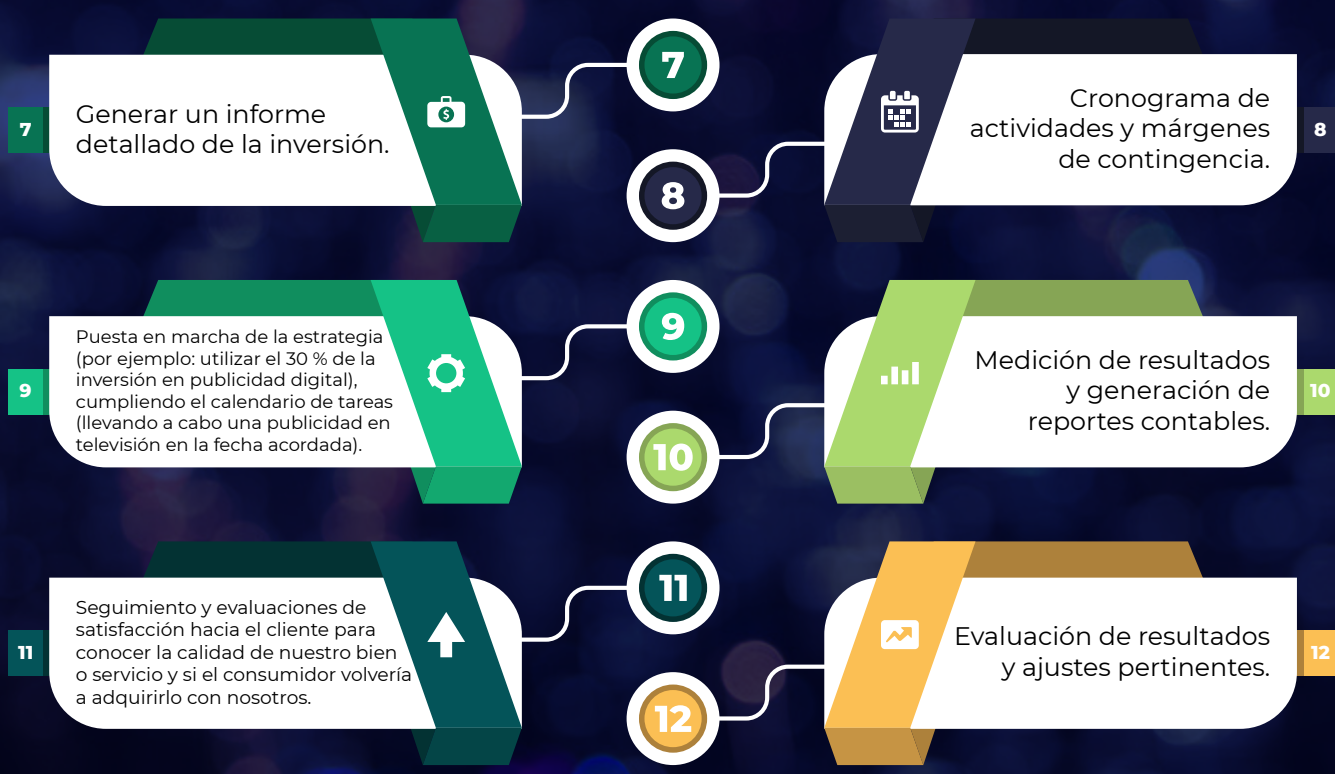 7
Generar un informe
detallado de la inversión.
7
8
Cronograma de
actividades y márgenes
de contingencia.
8
9
Puesta en marcha de la estrategia
(por ejemplo: utilizar el 30 % de la
inversión en publicidad digital),
cumpliendo el calendario de tareas
(llevando a cabo una publicidad en
televisión en la fecha acordada).
9
10
Medición de resultados
y generación de
reportes contables.
10
11
Seguimiento y evaluaciones de
satisfacción hacia el cliente para
conocer la calidad de nuestro bien
o servicio y si el consumidor volvería
a adquirirlo con nosotros.
11
12
Evaluación de resultados
y ajustes pertinentes.
12